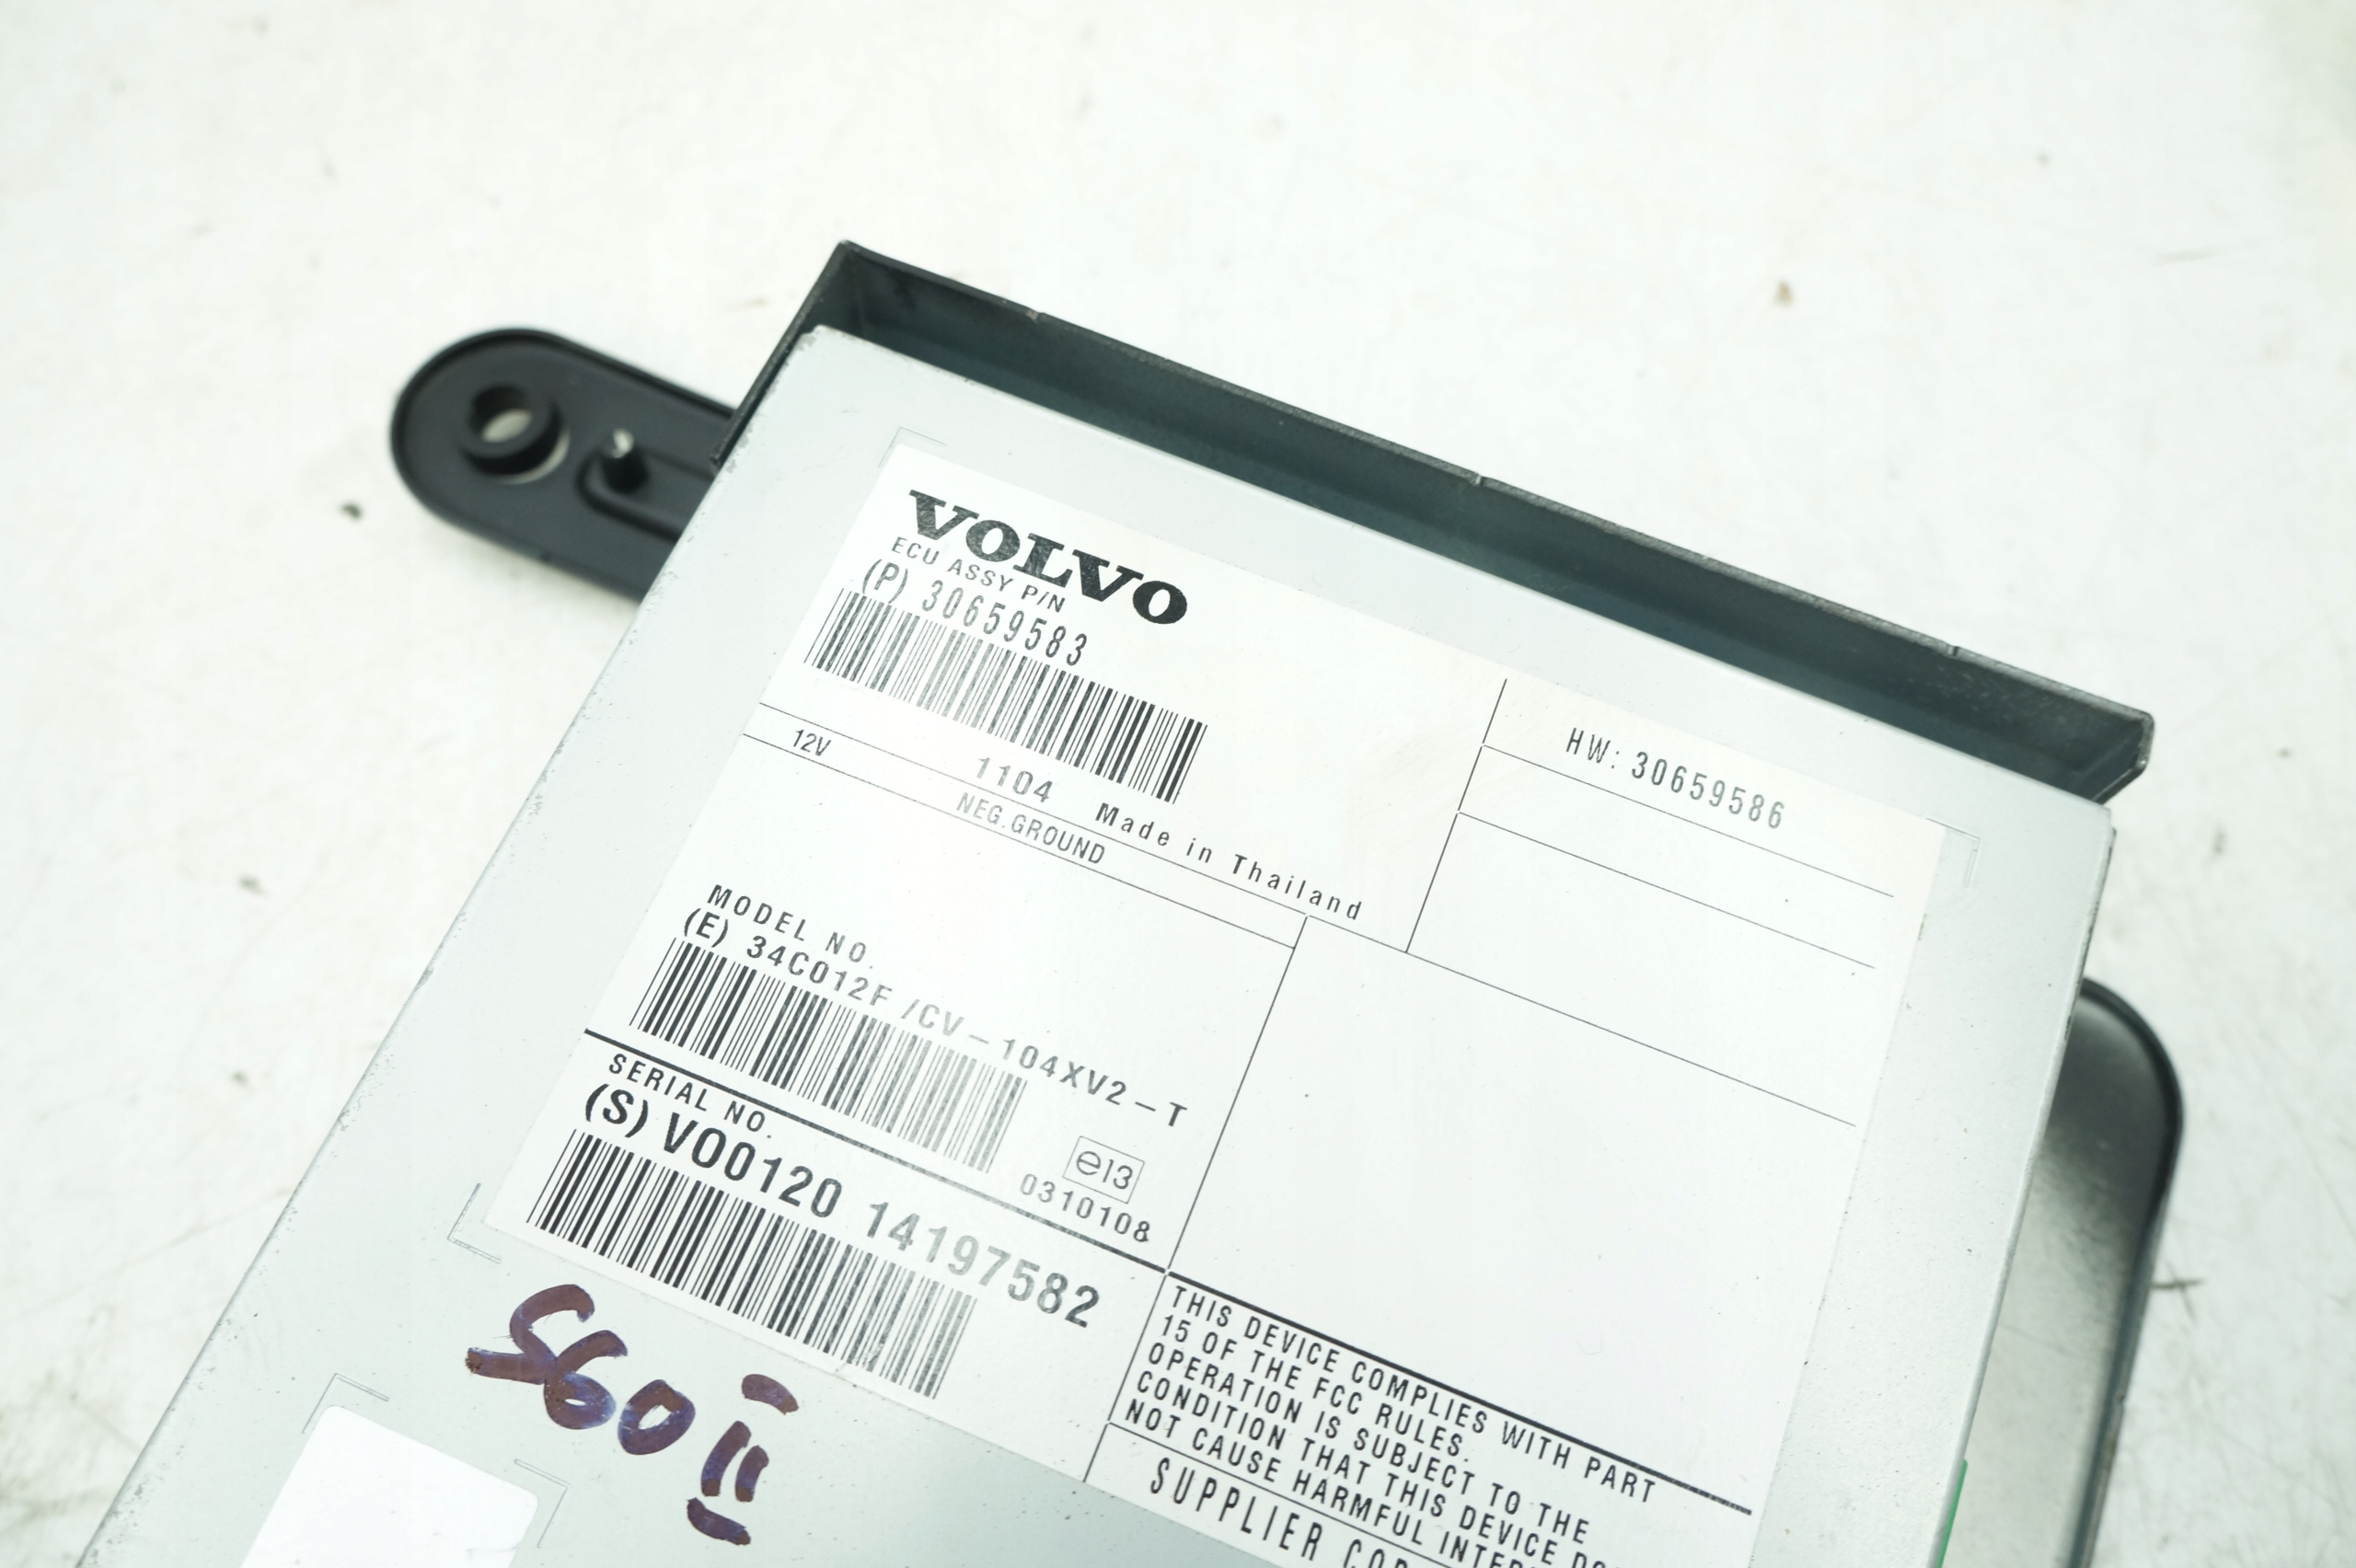 VOLVO
ECU ASSY P/N
(P) 30659583
HW: 30659586
1104 Made in Thailand
12V NEG.GROUND
MODEL NO.
(E) 34C012F /CV-104XV2-T
e13
0310108
SERIAL NO.
(S) VO0120 14197582
THIS DEVICE COMPLIES WITH PART
15 OF THE FCC RULES.
OPERATION IS SUBJECT TO THE
CONDITION THAT THIS DEVICE
NOT CAUSE HARMFUL
SUPPLIER
S60 II